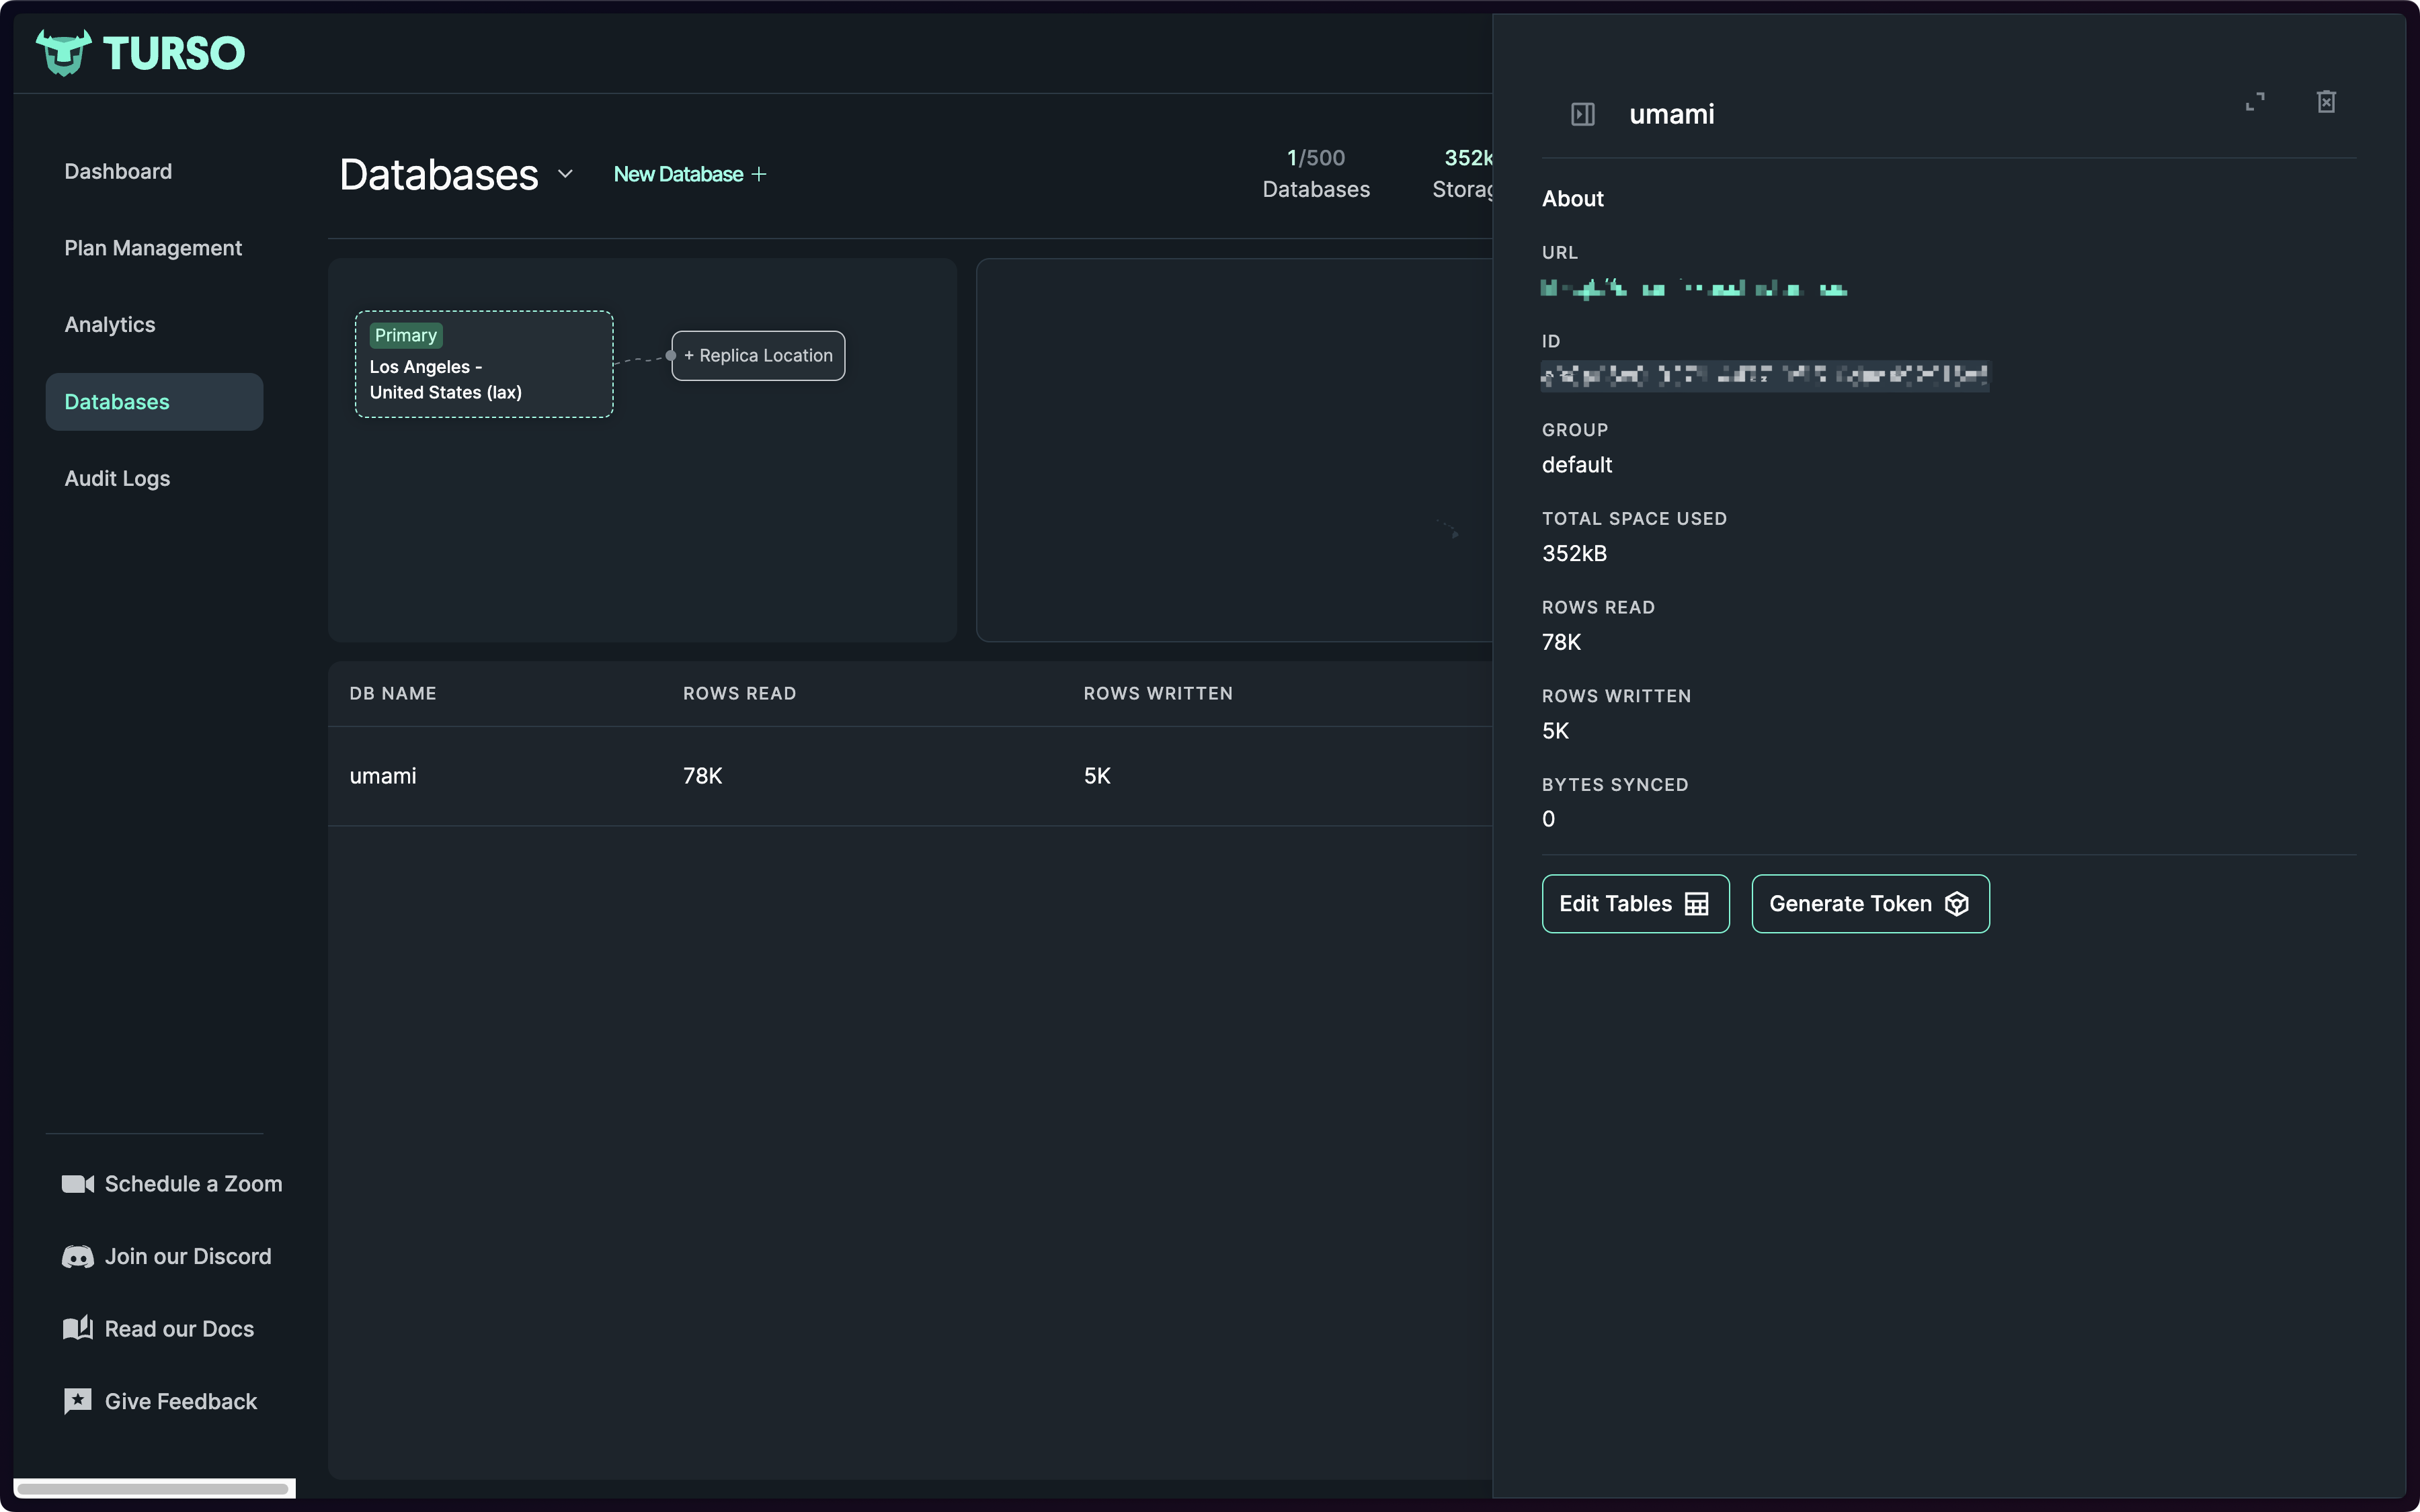 TURSO
Dashboard
Plan Management
Analytics
Databases
Audit Logs
Schedule a Zoom
Join our Discord
Read our Docs
Give Feedback
Databases
New Database +
1/500
Databases
352k
Storag
Primary
Los Angeles -
United States (lax)
+ Replica Location
DB NAME ROWS READ ROWS WRITTEN
umami 78K 5K
umami
About
URL
ID
GROUP
default
TOTAL SPACE USED
352kB
ROWS READ
78K
ROWS WRITTEN
5K
BYTES SYNCED
0
Edit Tables
Generate Token